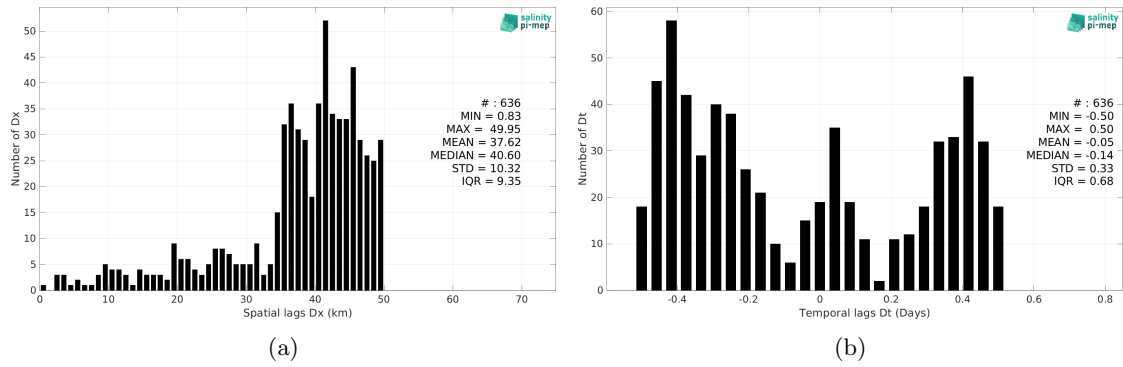 salinity
pi-mep
50
45
40
35
30
25
20
15
10
5
0
Number of Dx
# : 636
MIN = 0.83
MAX = 49.95
MEAN = 37.62
MEDIAN = 40.60
STD = 10.32
IQR = 9.35
0 10 20 30 40 50 60 70
Spatial lags Dx (km)
(a)
salinity
pi-mep
60
50
40
30
20
10
0
Number of Dt
# : 636
MIN = -0.50
MAX = 0.50
MEAN = -0.05
MEDIAN = -0.14
STD = 0.33
IQR = 0.68
-0.4 -0.2 0 0.2 0.4 0.6 0.8
Temporal lags Dt (Days)
(b)